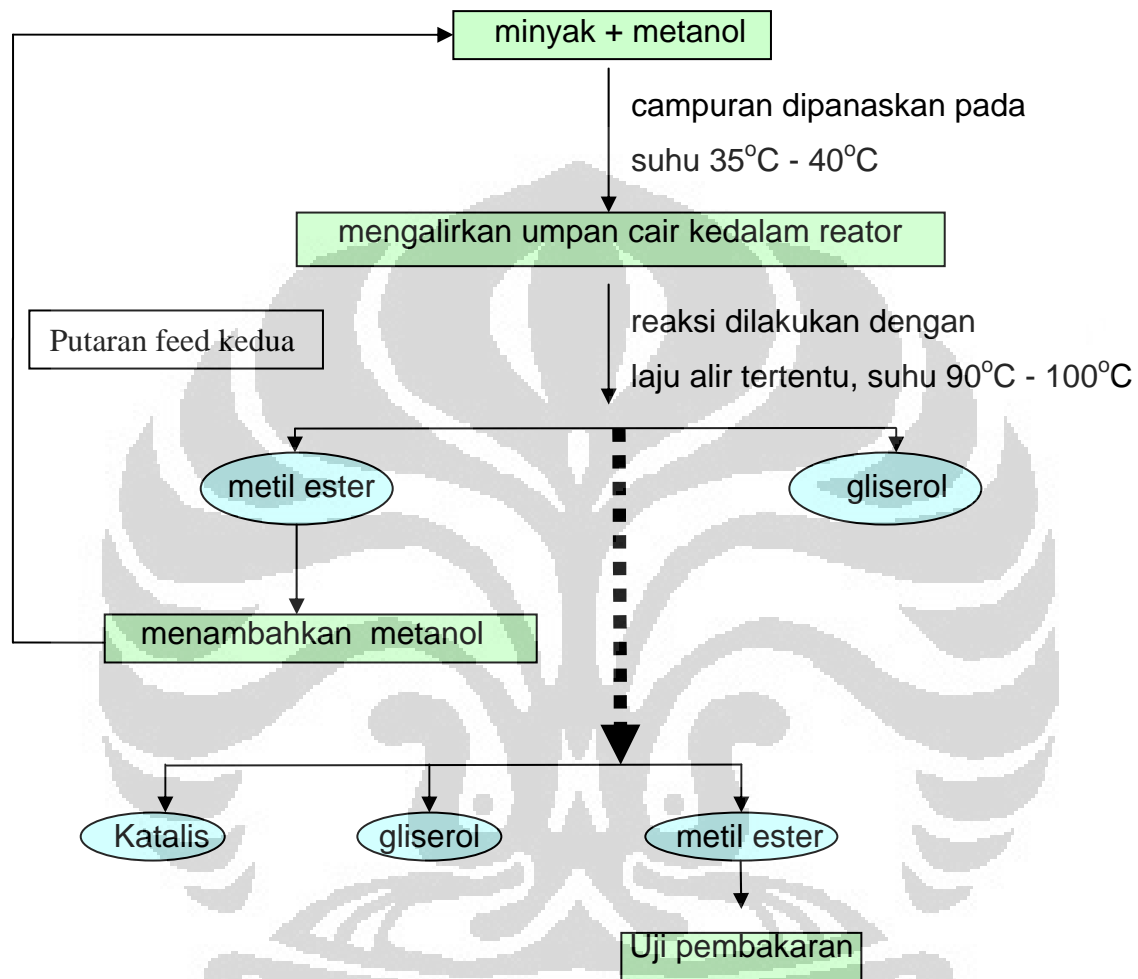 minyak + metanol
campuran dipanaskan pada
suhu 35°C - 40°C
mengalirkan umpan cair kedalam reator
Putaran feed kedua
reaksi dilakukan dengan
laju alir tertentu, suhu 90°C - 100°C
metil ester
gliserol
menambahkan metanol
Katalis
gliserol
metil ester
Uji pembakaran